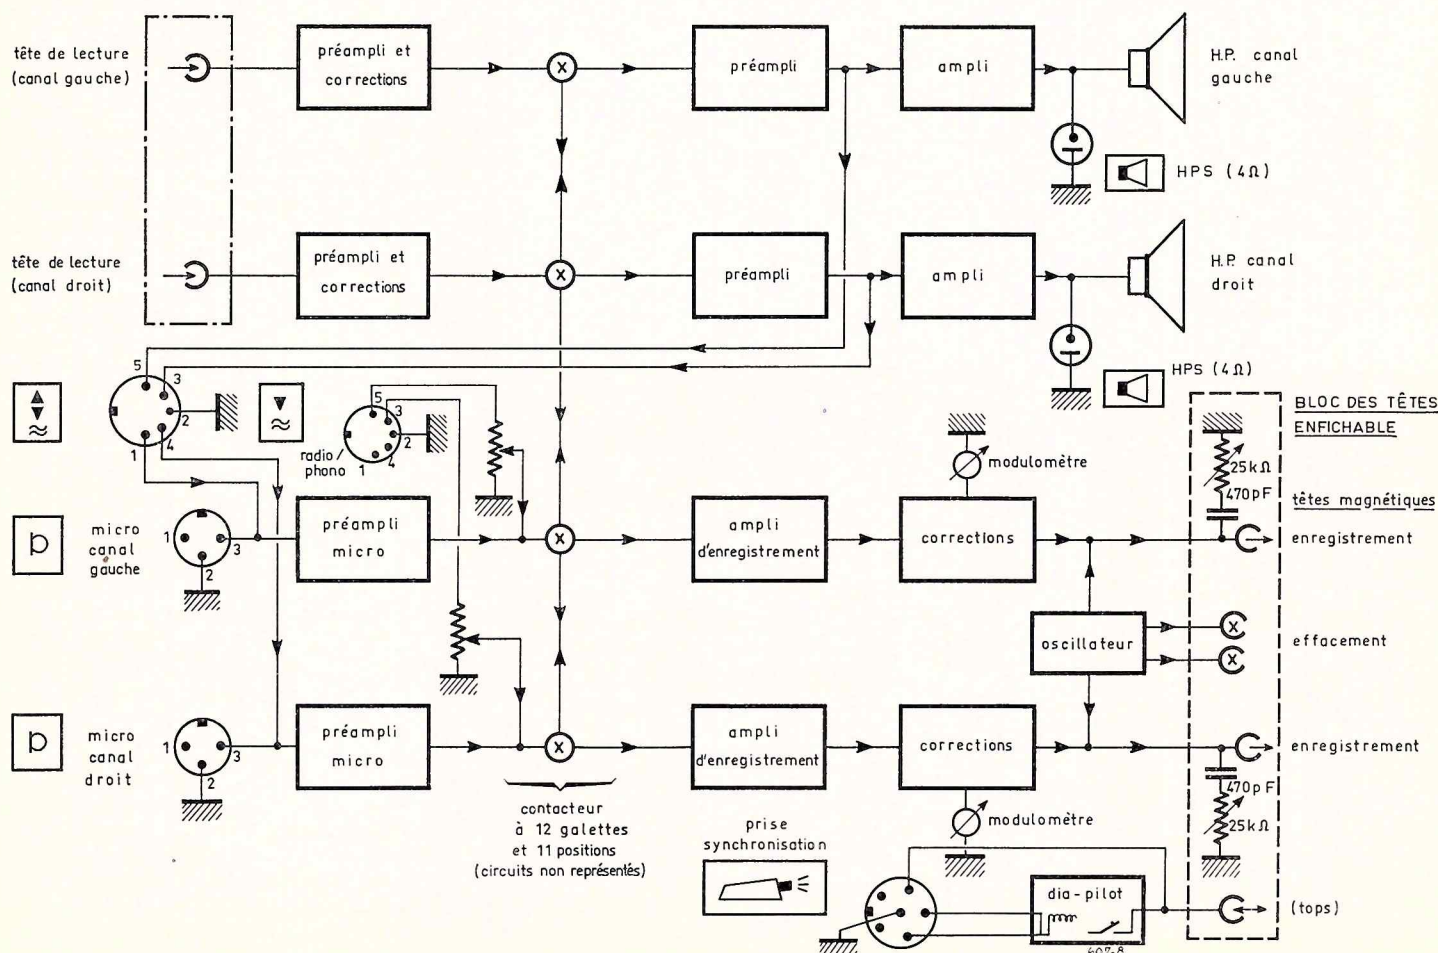 tête de lecture
(canal gauche)
préampli et
corrections
x
préampli
ampli
H.P. canal
gauche
HPS (4Ω)
tête de lecture
(canal droit)
préampli et
corrections
x
préampli
ampli
H.P. canal
droit
HPS (4Ω)
5
3
2
4
1
radio/
phono
5
3
2
4
1
BLOC DES TÊTES
ENFICHABLE
modulomètre
25kΩ
470pF
têtes magnétiques
micro
canal
gauche
1
3
2
préampli
micro
x
ampli
d'enregistrement
corrections
enregistrement
oscillateur
x
x
effacement
micro
canal
droit
1
3
2
préampli
micro
x
ampli
d'enregistrement
corrections
enregistrement
470pF
25kΩ
contacteur
à 12 galettes
et 11 positions
(circuits non représentés)
prise
synchronisation
modulomètre
dia-pilot
(tops)
407-8